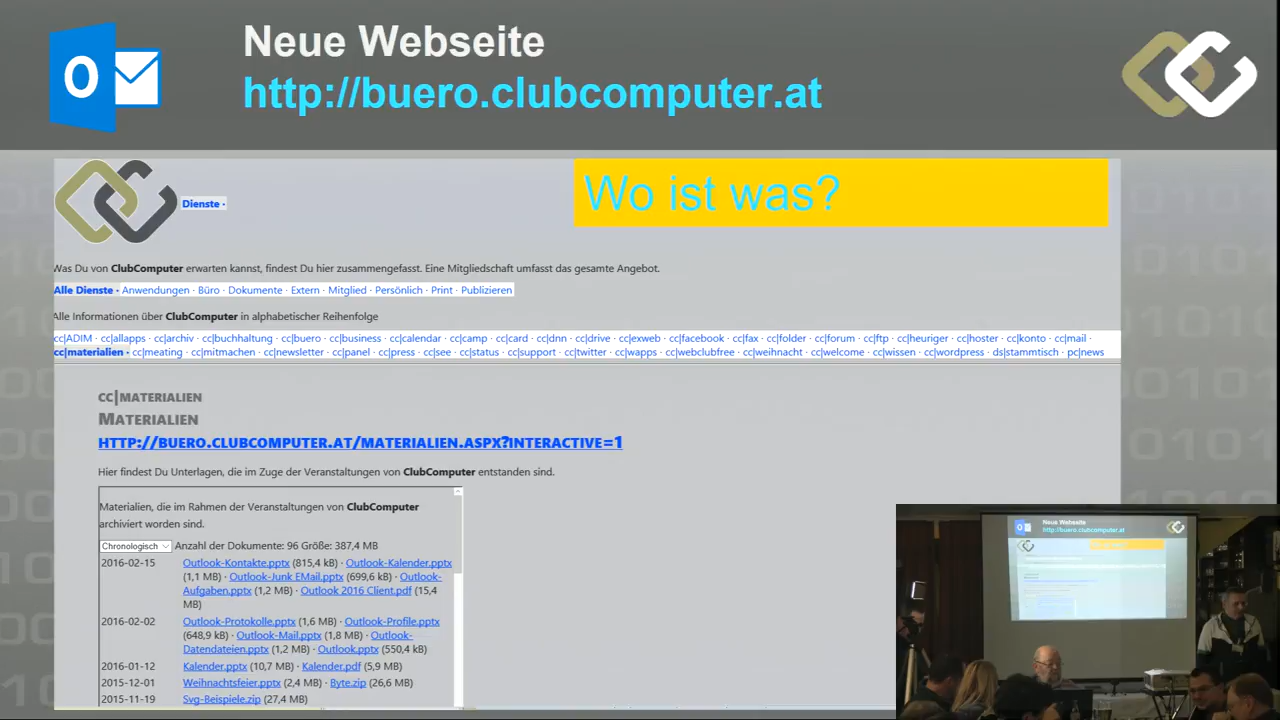 Neue Webseite
http://buero.clubcomputer.at
Wo ist was?
Dienste ·
Was Du von ClubComputer erwarten kannst, findest Du hier zusammengefasst. Eine Mitgliedschaft umfasst das gesamte Angebot.
Alle Dienste · Anwendungen · Büro · Dokumente · Extern · Mitglied · Persönlich · Print · Publizieren
Alle Informationen über ClubComputer in alphabetischer Reihenfolge
cc|ADIM · cc|allapps · cc|archiv · cc|buchhaltung · cc|buero · cc|business · cc|calendar · cc|camp · cc|card · cc|dnn · cc|drive · cc|exweb · cc|facebook · cc|fax · cc|folder · cc|forum · cc|ftp · cc|heuriger · cc|hoster · cc|konto · cc|mail ·
cc|materialien · cc|meating · cc|mitmachen · cc|newsletter · cc|panel · cc|press · cc|see · cc|status · cc|support · cc|twitter · cc|wapps · cc|webclubfree · cc|weihnacht · cc|welcome · cc|wissen · cc|wordpress · ds|stammtisch · pc|news
CC|MATERIALIEN
MATERIALIEN
HTTP://BUERO.CLUBCOMPUTER.AT/MATERIALIEN.ASPX?INTERACTIVE=1
Hier findest Du Unterlagen, die im Zuge der Veranstaltungen von ClubComputer entstanden sind.
Materialien, die im Rahmen der Veranstaltungen von ClubComputer
archiviert worden sind.
Chronologisch Anzahl der Dokumente: 96 Größe: 387,4 MB
2016-02-15 Outlook-Kontakte.pptx (815,4 kB) · Outlook-Kalender.pptx
(1,1 MB) · Outlook-Junk EMail.pptx (699,6 kB) · Outlook-
Aufgaben.pptx (1,2 MB) · Outlook 2016 Client.pdf (15,4
MB)
2016-02-02 Outlook-Protokolle.pptx (1,6 MB) · Outlook-Profile.pptx
(648,9 kB) · Outlook-Mail.pptx (1,8 MB) · Outlook-
Datendateien.pptx (1,2 MB) · Outlook.pptx (550,4 kB)
2016-01-12 Kalender.pptx (10,7 MB) · Kalender.pdf (5,9 MB)
2015-12-01 Weihnachtsfeier.pptx (2,4 MB) · Byte.zip (26,6 MB)
2015-11-19 Svg-Beispiele.zip (27,4 MB)
Neue Webseite
http://buero.clubcomputer.at